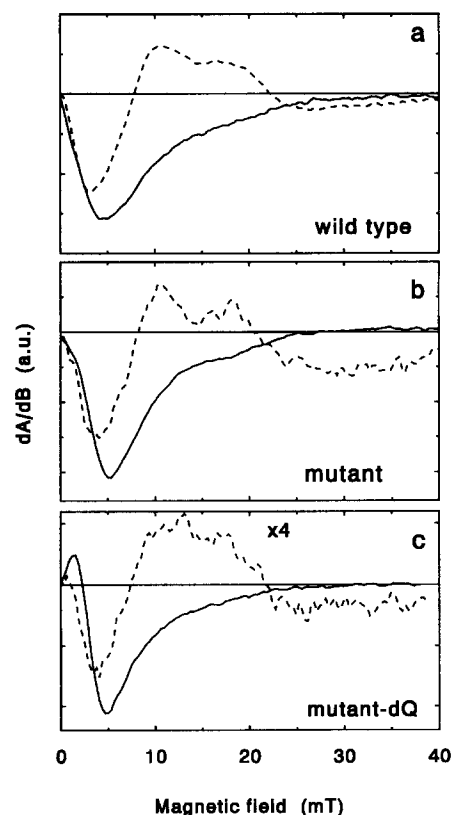 a
wild type
b
mutant
x4
c
mutant-dQ
dA/dB (a.u.)
0 10 20 30 40
Magnetic field (mT)